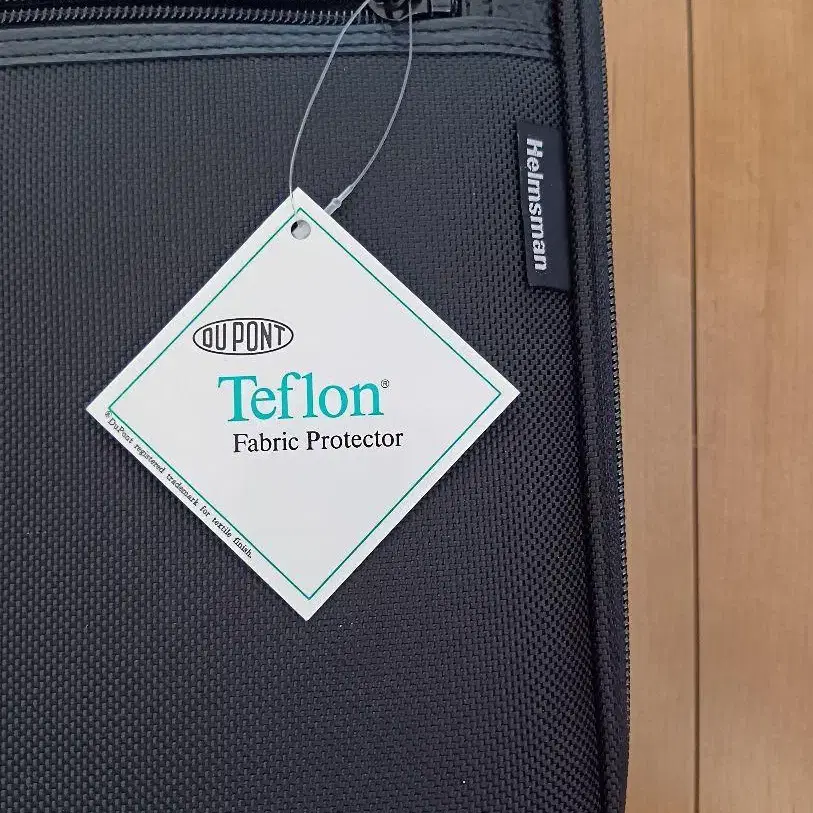 DU PONT
Teflon®
Fabric Protector
® DuPont registered trademark for textile finish.
Helmsman